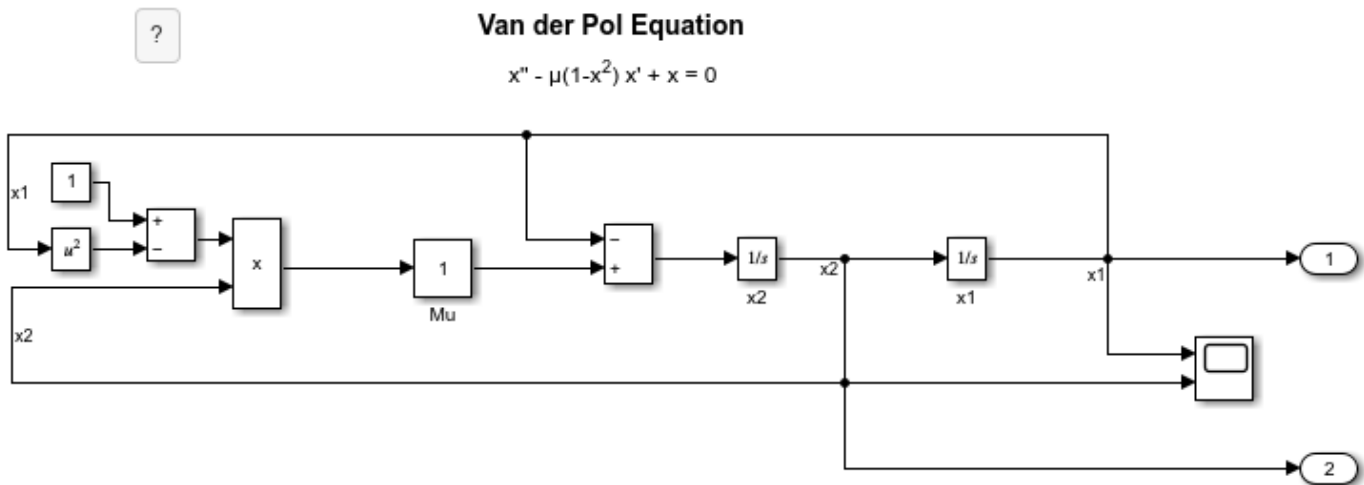 ?
Van der Pol Equation
x" - μ(1-x²) x' + x = 0
x1
1
u²
+
−
x
x2
1
Mu
−
+
1/s
x2
x2
1/s
x1
x1
1
2